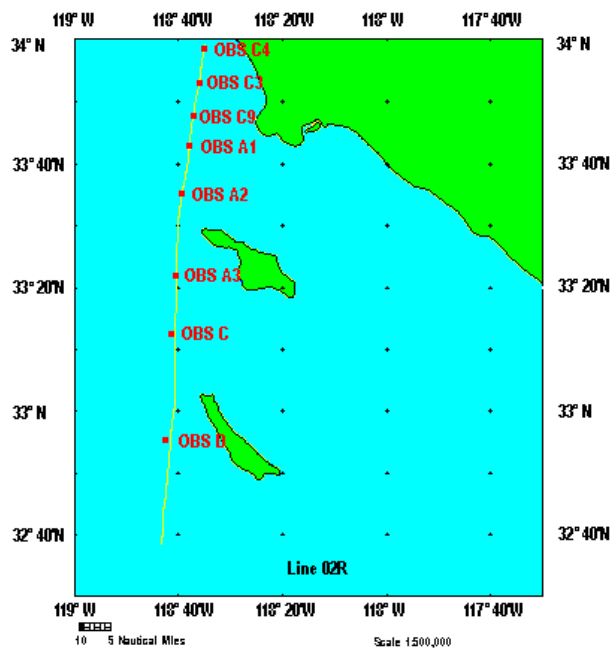 34° N 118° 40' 118° 20' 118° W 117° 40' 34° N
OBS C4
OBS C3
OBS C9
OBS A1
33° 40'N 33° 40'N
OBS A2
OBS A3
33° 20'N 33° 20'N
OBS C
33° N 33° N
OBS D
32° 40'N 32° 40'N
Line 02R
119° W 118° 40' 118° 20' 118° W 117° 40'
10 5 Nautical Miles Scale 1:500,000